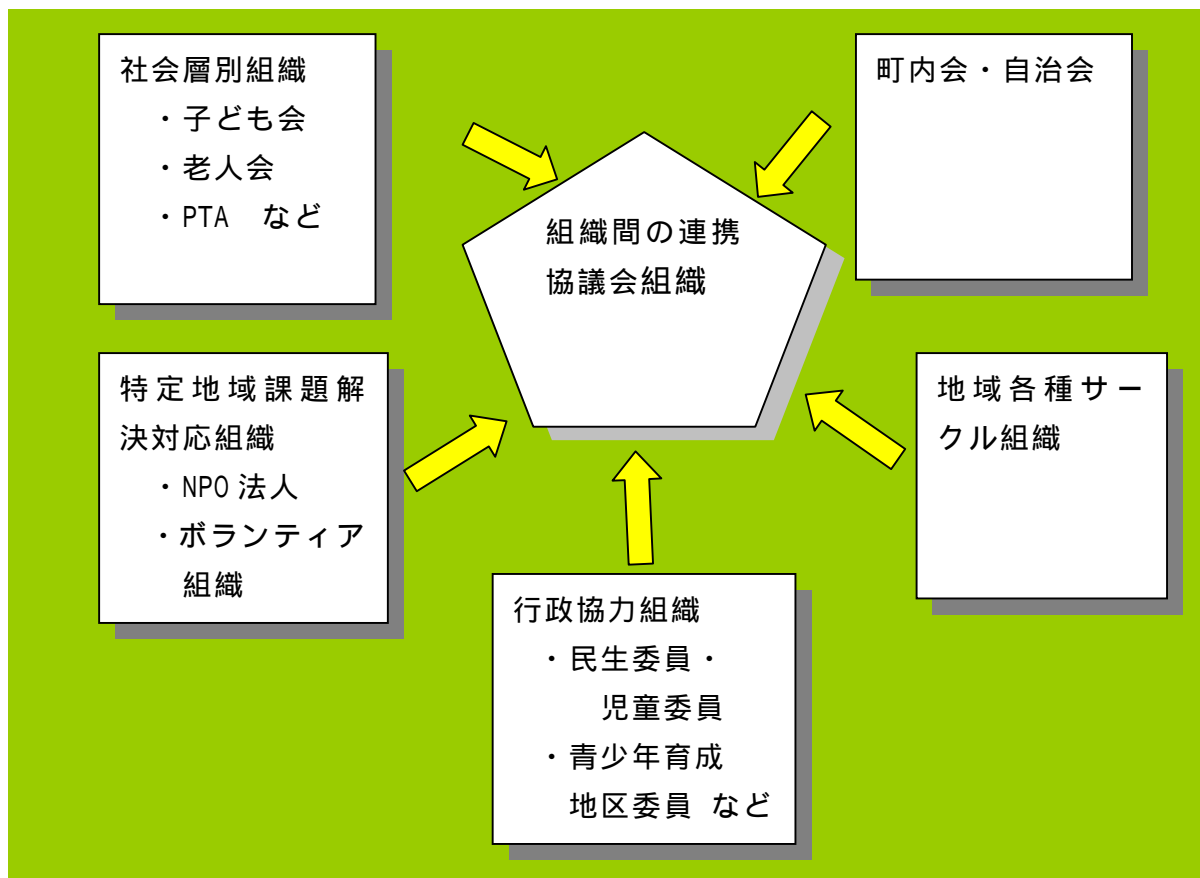 社会層別組織
・子ども会
・老人会
・PTA など
町内会・自治会
組織間の連携
協議会組織
特定地域課題解
決対応組織
・NPO法人
・ボランティア
組織
地域各種サー
クル組織
行政協力組織
・民生委員・
児童委員
・青少年育成
地区委員 など